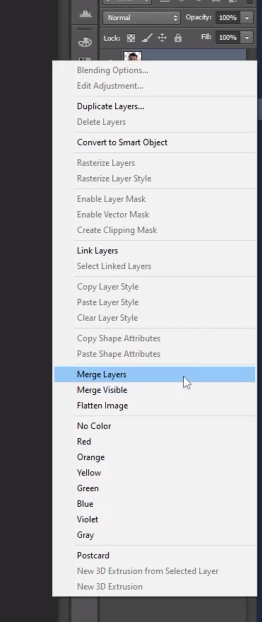 Normal Opacity: 100%
Lock: Fill: 100%
Blending Options...
Edit Adjustment...
Duplicate Layers...
Delete Layers
Convert to Smart Object
Rasterize Layers
Rasterize Layer Style
Enable Layer Mask
Enable Vector Mask
Create Clipping Mask
Link Layers
Select Linked Layers
Copy Layer Style
Paste Layer Style
Clear Layer Style
Copy Shape Attributes
Paste Shape Attributes
Merge Layers
Merge Visible
Flatten Image
No Color
Red
Orange
Yellow
Green
Blue
Violet
Gray
Postcard
New 3D Extrusion from Selected Layer
New 3D Extrusion